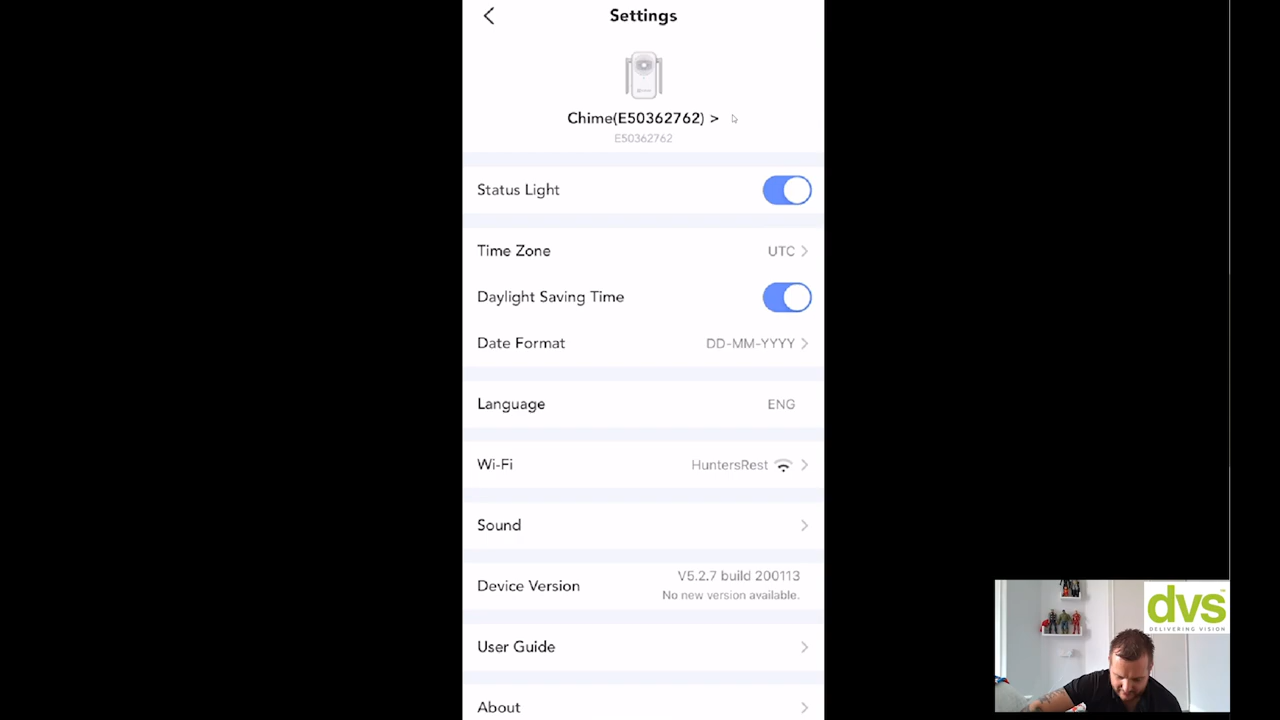 Settings
Chime(E50362762) >
E50362762
Status Light
Time Zone UTC
Daylight Saving Time
Date Format DD-MM-YYYY
Language ENG
Wi-Fi HuntersRest
Sound
Device Version V5.2.7 build 200113
No new version available.
User Guide
About
dvs
DELIVERING VISION